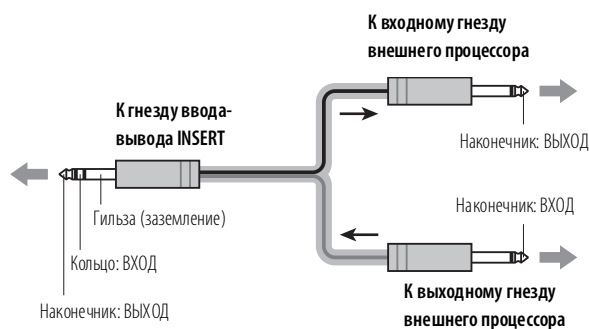 К входному гнезду
внешнего процессора
К гнезду ввода-
вывода INSERT
Наконечник: ВЫХОД
Наконечник: ВХОД
Гильза (заземление)
Кольцо: ВХОД
Наконечник: ВЫХОД
К выходному гнезду
внешнего процессора